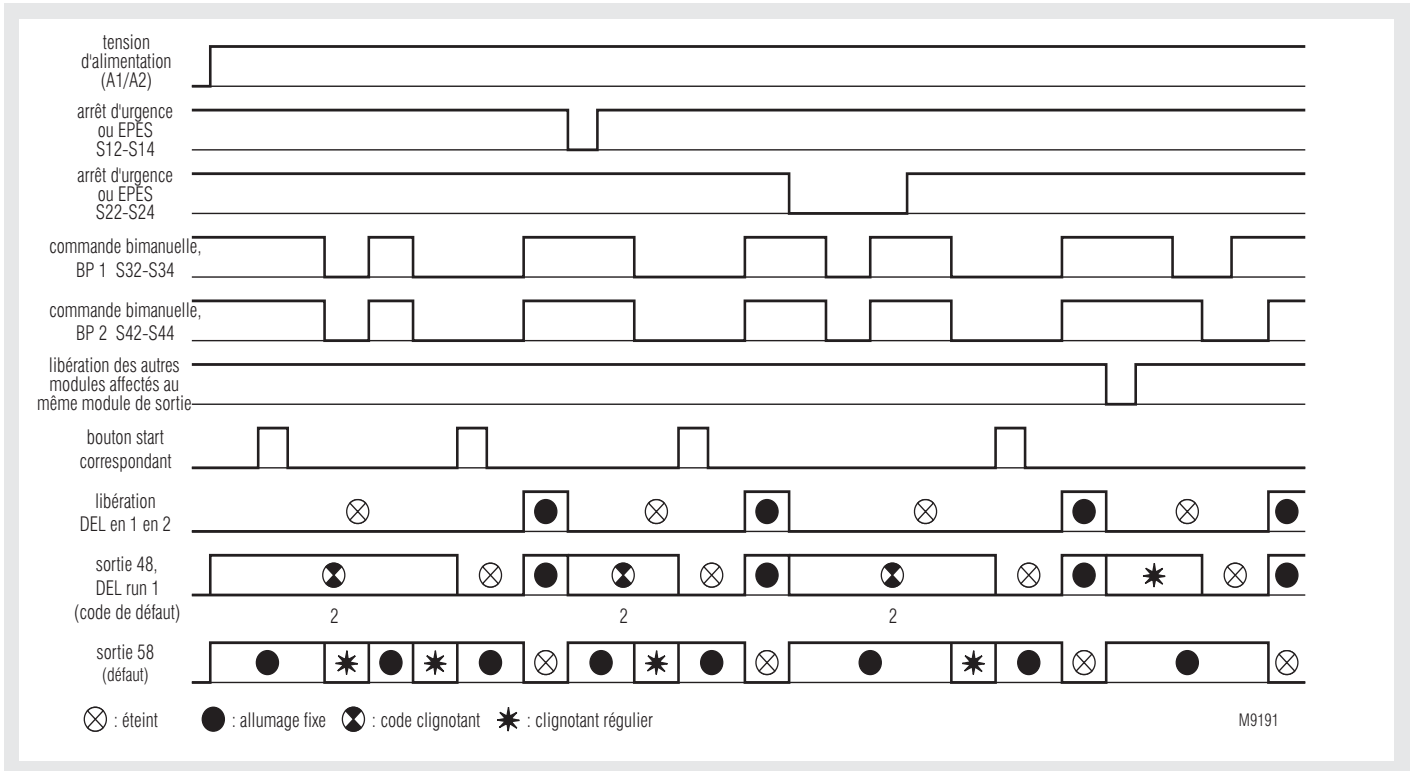 tension
d'alimentation
(A1/A2)
arrêt d'urgence
ou EPES
S12-S14
arrêt d'urgence
ou EPES
S22-S24
commande bimanuelle,
BP 1 S32-S34
commande bimanuelle,
BP 2 S42-S44
libération des autres
modules affectés au
même module de sortie
bouton start
correspondant
libération
DEL en 1 en 2
sortie 48,
DEL run 1
(code de défaut)
2 2 2
sortie 58
(défaut)
: éteint : allumage fixe : code clignotant : clignotant régulier
M9191